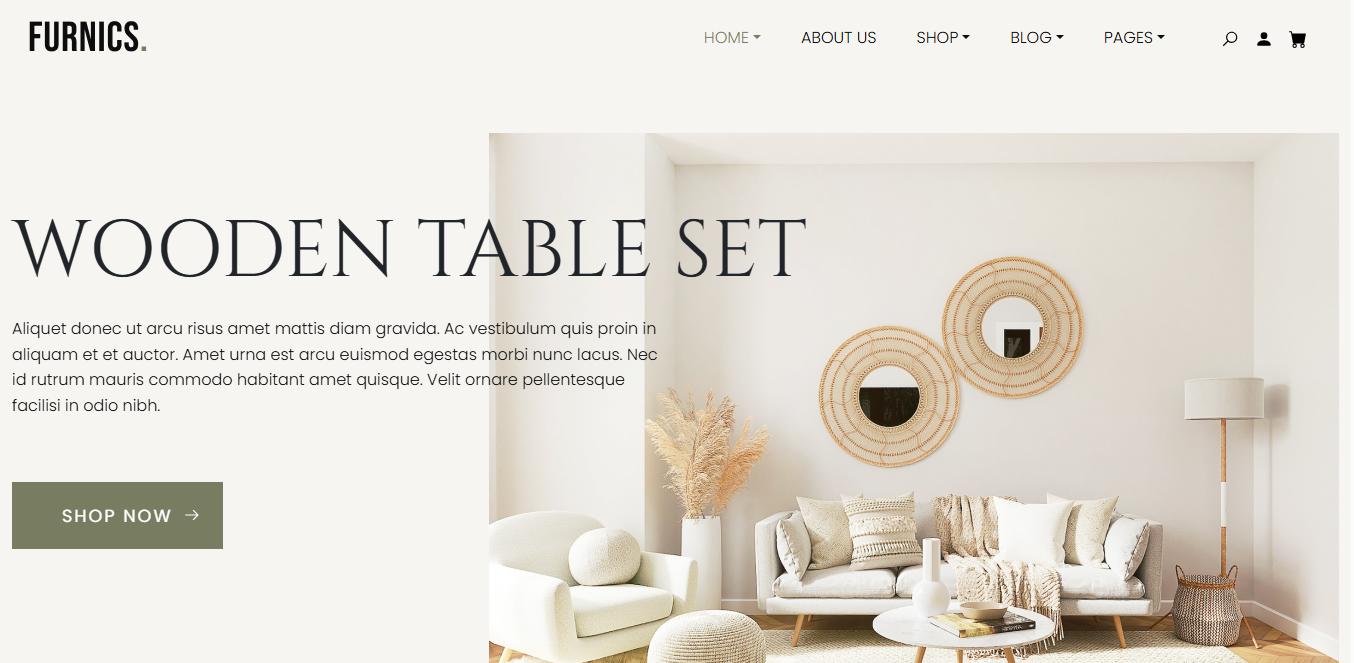 FURNICS.
HOME ABOUT US SHOP BLOG PAGES
WOODEN TABLE SET
Aliquet donec ut arcu risus amet mattis diam gravida. Ac vestibulum quis proin in
aliquam et et auctor. Amet urna est arcu euismod egestas morbi nunc lacus. Nec
id rutrum mauris commodo habitant amet quisque. Velit ornare pellentesque
facilisi in odio nibh.
SHOP NOW →